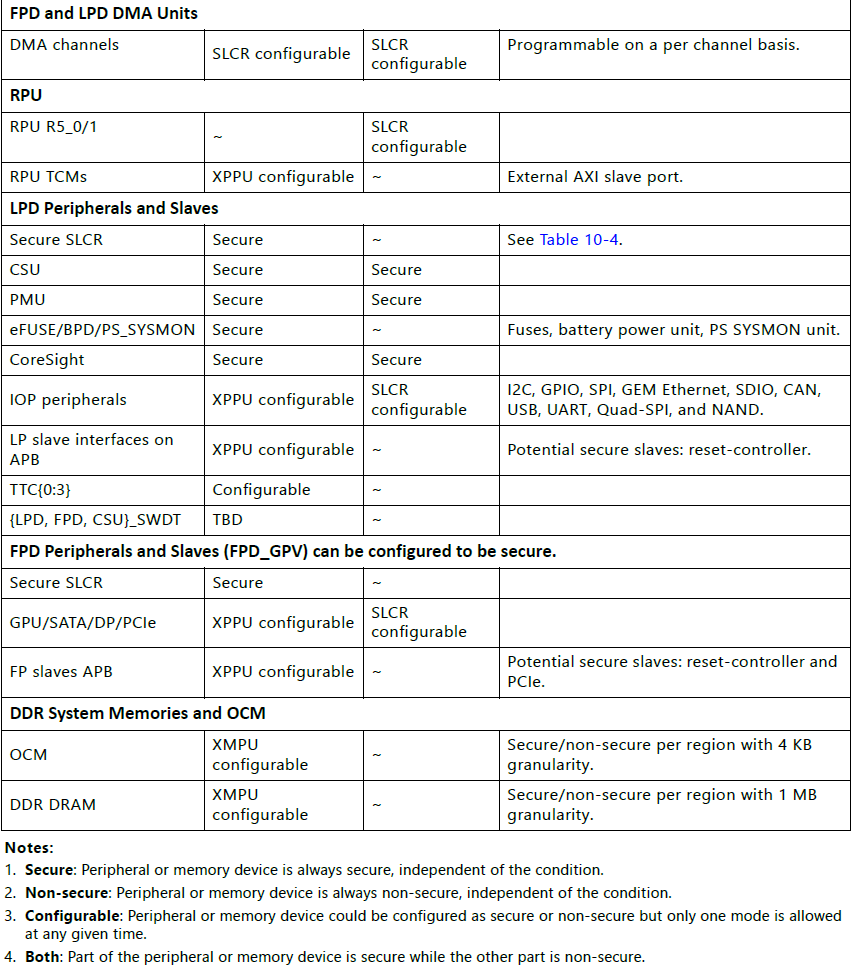 FPD and LPD DMA Units
DMA channels SLCR configurable SLCR configurable Programmable on a per channel basis.
RPU
RPU R5_0/1 ~ SLCR configurable
RPU TCMs XPPU configurable ~ External AXI slave port.
LPD Peripherals and Slaves
Secure SLCR Secure ~ See Table 10-4.
CSU Secure Secure
PMU Secure Secure
eFUSE/BPD/PS_SYSMON Secure ~ Fuses, battery power unit, PS SYSMON unit.
CoreSight Secure Secure
IOP peripherals XPPU configurable SLCR configurable I2C, GPIO, SPI, GEM Ethernet, SDIO, CAN, USB, UART, Quad-SPI, and NAND.
LP slave interfaces on APB XPPU configurable ~ Potential secure slaves: reset-controller.
TTC{0:3} Configurable ~
{LPD, FPD, CSU}_SWDT TBD ~
FPD Peripherals and Slaves (FPD_GPV) can be configured to be secure.
Secure SLCR Secure ~
GPU/SATA/DP/PCIe XPPU configurable SLCR configurable
FP slaves APB XPPU configurable ~ Potential secure slaves: reset-controller and PCIe.
DDR System Memories and OCM
OCM XMPU configurable ~ Secure/non-secure per region with 4 KB granularity.
DDR DRAM XMPU configurable ~ Secure/non-secure per region with 1 MB granularity.
Notes:
1. Secure: Peripheral or memory device is always secure, independent of the condition.
2. Non-secure: Peripheral or memory device is always non-secure, independent of the condition.
3. Configurable: Peripheral or memory device could be configured as secure or non-secure but only one mode is allowed
at any given time.
4. Both: Part of the peripheral or memory device is secure while the other part is non-secure.